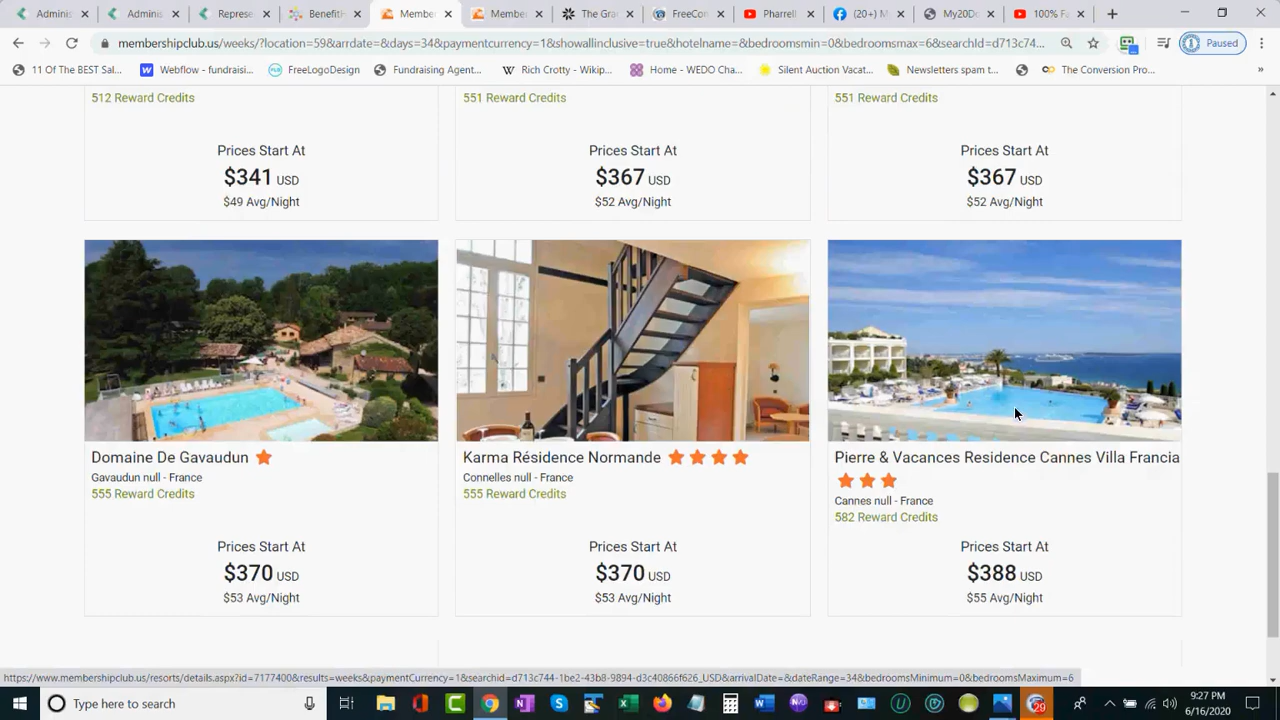 Adminis
Adminis
Represe
Benefit
Membe
Membe
The Gra
FreeCon
Pharrell
(20+) M
My20Do
100% Fa
membershipclub.us/weeks/?location=59&arrdate=&days=34&paymentcurrency=1&showallinclusive=true&hotelname=&bedroomsmin=0&bedroomsmax=6&searchId=d713c74...
Paused
11 Of The BEST Sal...
Webflow - fundraisi...
FreeLogoDesign
Fundraising Agent...
Rich Crotty - Wikip...
Home - WEDO Cha...
Silent Auction Vacat...
Newsletters spam t...
The Conversion Pro...
512 Reward Credits
551 Reward Credits
551 Reward Credits
Prices Start At
$341 USD
$49 Avg/Night
Prices Start At
$367 USD
$52 Avg/Night
Prices Start At
$367 USD
$52 Avg/Night
Domaine De Gavaudun
Gavaudun null - France
555 Reward Credits
Prices Start At
$370 USD
$53 Avg/Night
Karma Résidence Normande
Connelles null - France
555 Reward Credits
Prices Start At
$370 USD
$53 Avg/Night
Pierre & Vacances Residence Cannes Villa Francia
Cannes null - France
582 Reward Credits
Prices Start At
$388 USD
$55 Avg/Night
https://www.membershipclub.us/resorts/details.aspx?id=7177400&results=weeks&paymentCurrency=1&searchid=d713c744-1be2-43b8-9894-d3c40866f626_USD&arrivalDate=&dateRange=34&bedroomsMinimum=0&bedroomsMaximum=6
Type here to search
9:27 PM
6/16/2020